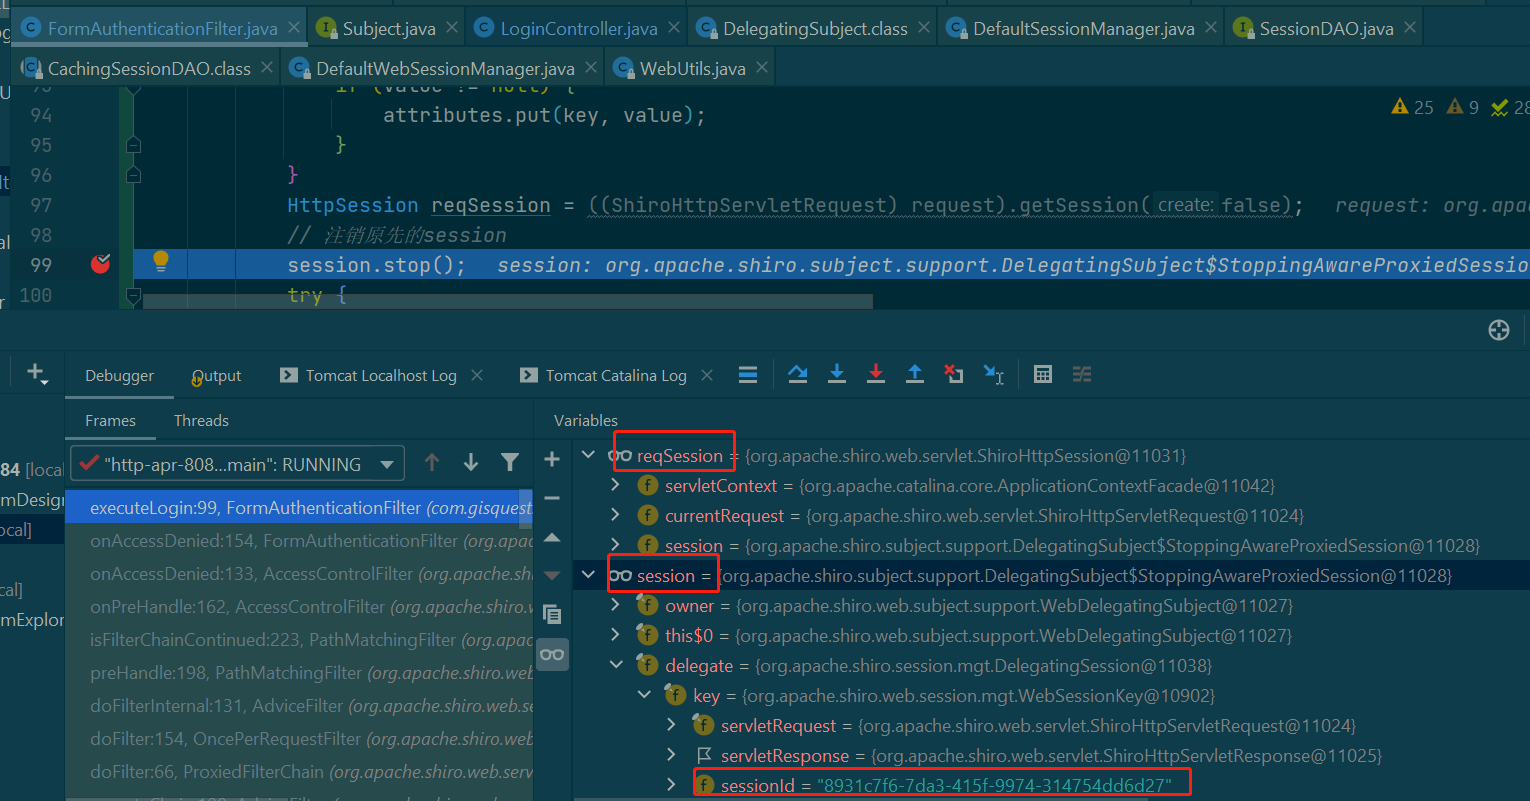 FormAuthenticationFilter.java Subject.java LoginController.java DelegatingSubject.class DefaultSessionManager.java SessionDAO.java
CachingSessionDAO.class DefaultWebSessionManager.java WebUtils.java
93 if (value != null) {
94 attributes.put(key, value); 25 9 28
95 }
96 }
97 HttpSession reqSession = ((ShiroHttpServletRequest) request).getSession( create: false); request: org.apa
98 // 注销原先的session
99 session.stop(); session: org.apache.shiro.subject.support.DelegatingSubject$StoppingAwareProxiedSessio
100 try {
Debugger Output Tomcat Localhost Log Tomcat Catalina Log
Frames Threads Variables
"http-apr-808...main": RUNNING
executeLogin:99, FormAuthenticationFilter (com.gisquest
onAccessDenied:154, FormAuthenticationFilter (org.apac
onAccessDenied:133, AccessControlFilter (org.apache.sh
onPreHandle:162, AccessControlFilter (org.apache.shiro
isFilterChainContinued:223, PathMatchingFilter (org.apa
preHandle:198, PathMatchingFilter (org.apache.shiro.we
doFilterInternal:131, AdviceFilter (org.apache.shiro.web
doFilter:154, OncePerRequestFilter (org.apache.shiro.web
doFilter:66, ProxiedFilterChain (org.apache.shiro.web.serv
reqSession = {org.apache.shiro.web.servlet.ShiroHttpSession@11031}
servletContext = {org.apache.catalina.core.ApplicationContextFacade@11042}
currentRequest = {org.apache.shiro.web.servlet.ShiroHttpServletRequest@11024}
session = {org.apache.shiro.subject.support.DelegatingSubject$StoppingAwareProxiedSession@11028}
session = {org.apache.shiro.subject.support.DelegatingSubject$StoppingAwareProxiedSession@11028}
owner = {org.apache.shiro.web.subject.support.WebDelegatingSubject@11027}
this$0 = {org.apache.shiro.web.subject.support.WebDelegatingSubject@11027}
delegate = {org.apache.shiro.session.mgt.DelegatingSession@11038}
key = {org.apache.shiro.web.session.mgt.WebSessionKey@10902}
servletRequest = {org.apache.shiro.web.servlet.ShiroHttpServletRequest@11024}
servletResponse = {org.apache.shiro.web.servlet.ShiroHttpServletResponse@11025}
sessionId = "8931c7f6-7da3-415f-9974-314754dd6d27"
84 [local
mDesign
ocal]
cal]
mExplor